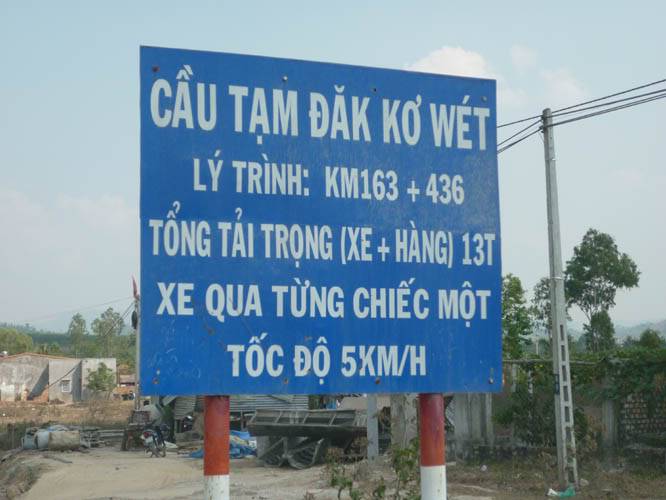 CẦU TẠM ĐĂK KƠ WÉT
LÝ TRÌNH: KM163 + 436
TỔNG TẢI TRỌNG (XE + HÀNG) 13T
XE QUA TỪNG CHIẾC MỘT
TỐC ĐỘ 5KM/H